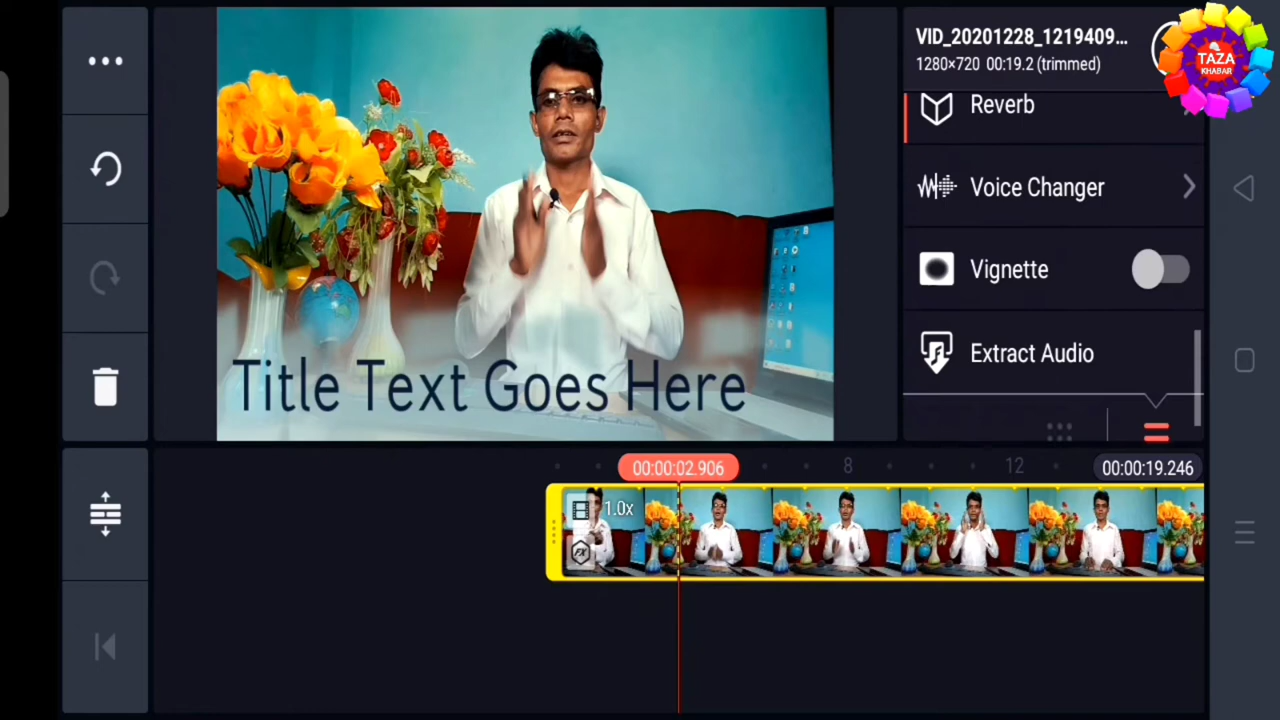 VID_20201228_1219409...
1280×720 00:19.2 (trimmed)
TAZA
KHABAR
Reverb
Voice Changer
Vignette
Extract Audio
Title Text Goes Here
00:00:02.906
8
12
00:00:19.246
1.0x
FX